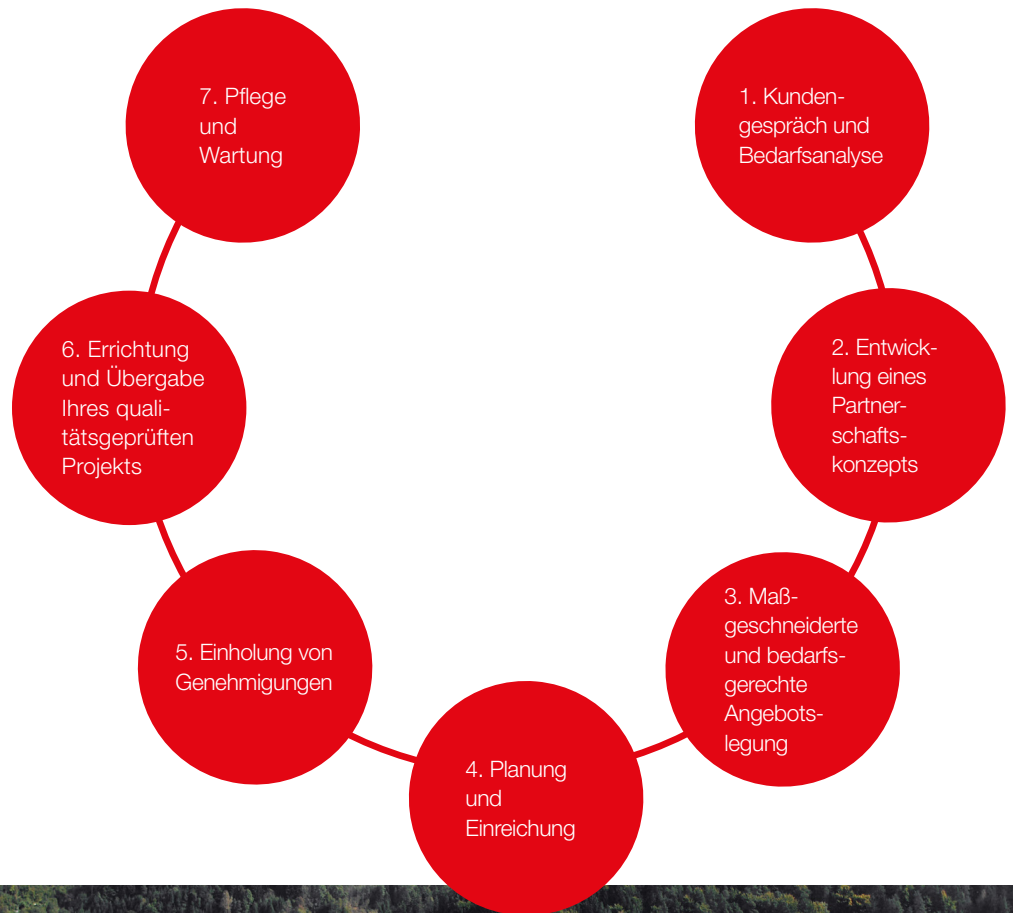 1. Kunden-
gespräch und
Bedarfsanalyse
2. Entwick-
lung eines
Partner-
schafts-
konzepts
3. Maß-
geschneiderte
und bedarfs-
gerechte
Angebots-
legung
4. Planung
und
Einreichung
5. Einholung von
Genehmigungen
6. Errichtung
und Übergabe
Ihres quali-
tätsgeprüften
Projekts
7. Pflege
und
Wartung